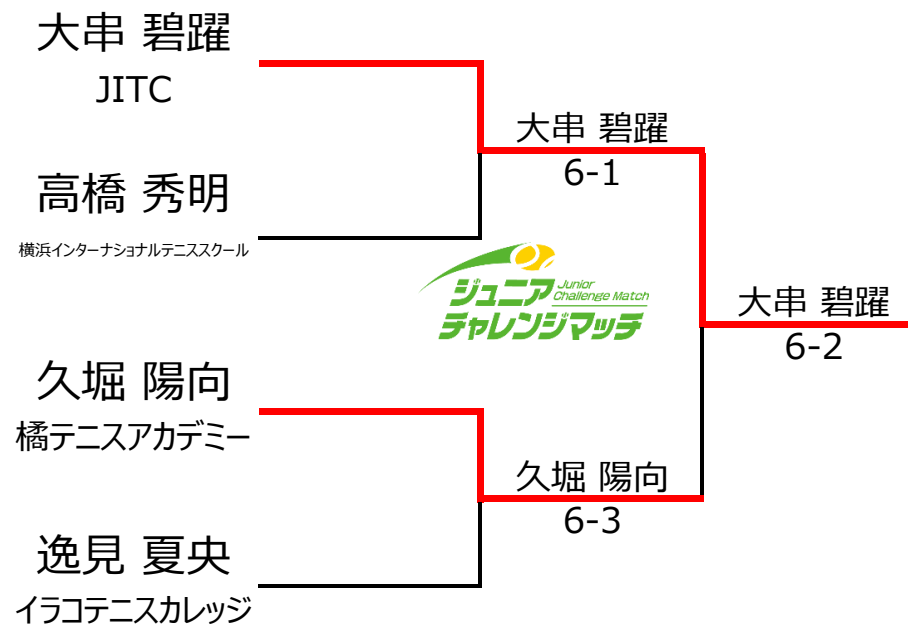 大串 碧躍
JITC
大串 碧躍
6-1
高橋 秀明
横浜インターナショナルテニススクール
ジュニア Junior
チャレンジマッチ Challenge Match
大串 碧躍
6-2
久堀 陽向
橘テニスアカデミー
久堀 陽向
6-3
逸見 夏央
イラコテニスカレッジ